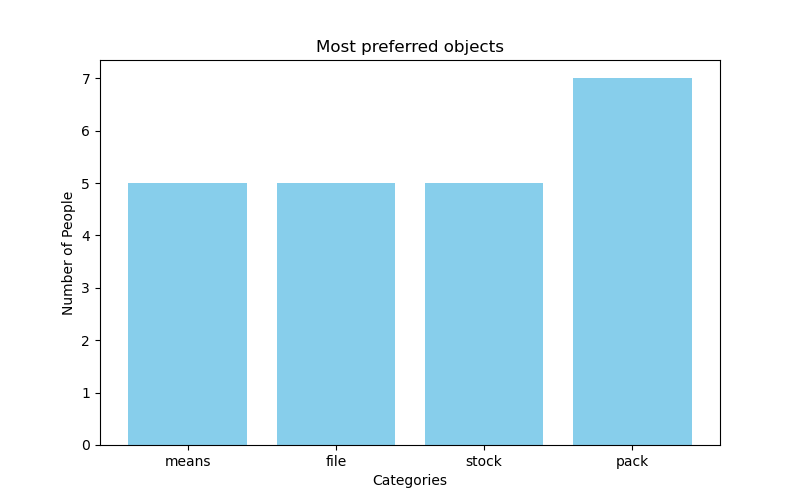 Most preferred objects
Number of People
7
6
5
4
3
2
1
0
means file stock pack
Categories